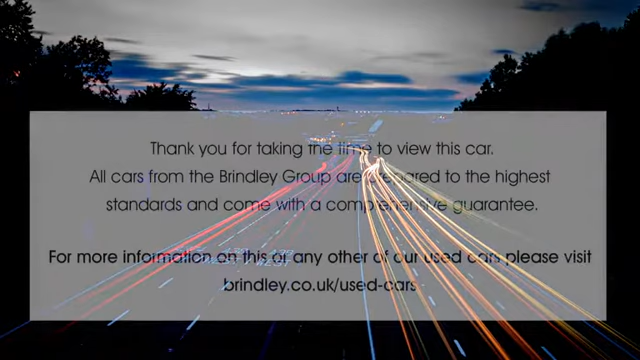 Thank you for taking the time to view this car.
All cars from the Brindley Group are prepared to the highest
standards and come with a comprehensive guarantee.
For more information on this or any other of our used cars please visit
brindley.co.uk/used-cars